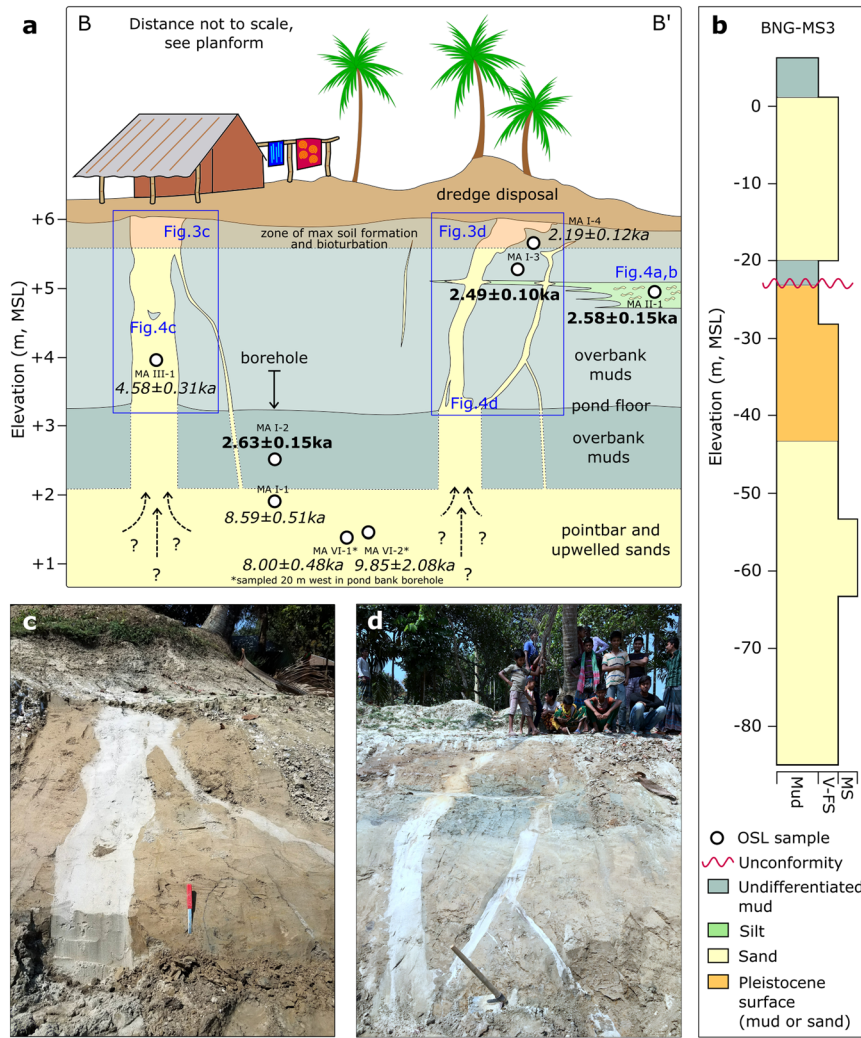 a
B
Distance not to scale,
see planform
B'
dredge disposal
Elevation (m, MSL)
+6
+5
+4
+3
+2
+1
Fig.3c
zone of max soil formation
and bioturbation
Fig.3d
MA I-4
2.19±0.12ka
MA I-3
2.49±0.10ka
Fig.4a,b
MA II-1
2.58±0.15ka
Fig.4c
MA III-1
4.58±0.31ka
borehole
overbank
muds
Fig.4d
pond floor
MA I-2
2.63±0.15ka
overbank
muds
MA I-1
8.59±0.51ka
? ?
?
? ?
?
MA VI-1* MA VI-2*
8.00±0.48ka 9.85±2.08ka
*sampled 20 m west in pond bank borehole
pointbar and
upwelled sands
b
BNG-MS3
Elevation (m, MSL)
0
-10
-20
-30
-40
-50
-60
-70
-80
Mud
V-FS
MS
OSL sample
Unconformity
Undifferentiated
mud
Silt
Sand
Pleistocene
surface
(mud or sand)
c
d